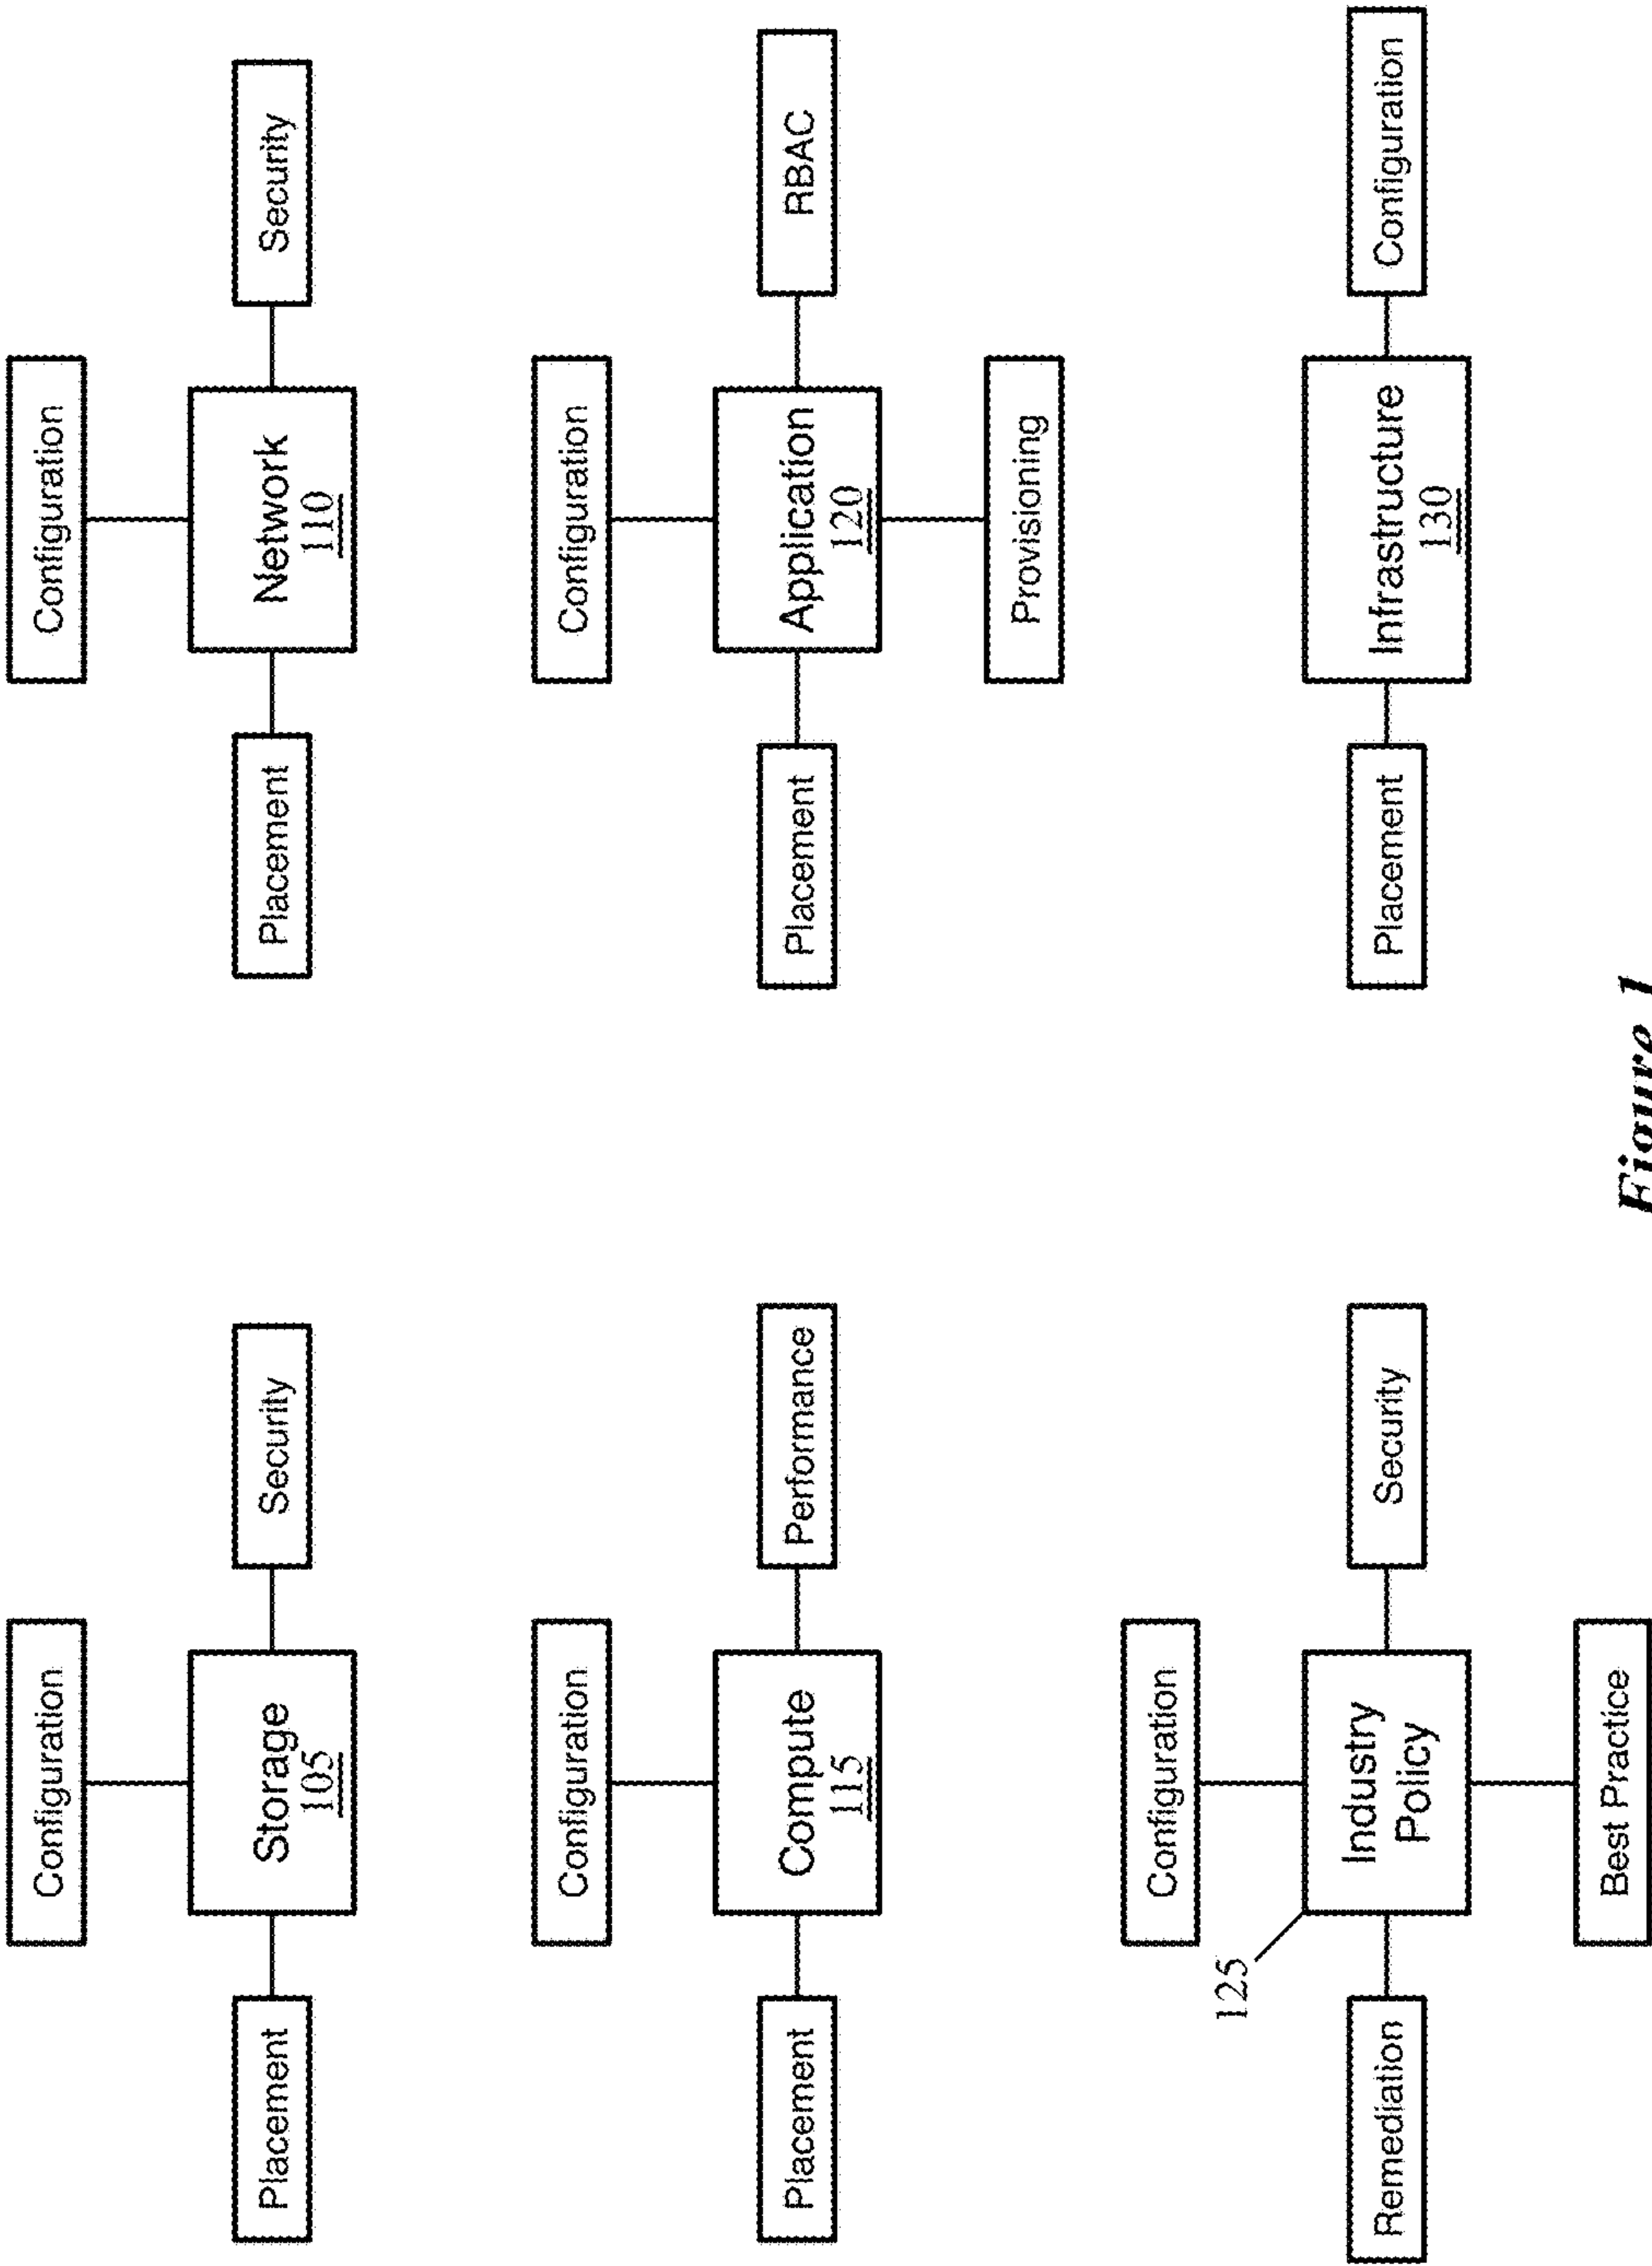 Configuration
Placement
Storage
105
Security
Configuration
Placement
Network
110
Security
Configuration
Placement
Compute
115
Performance
Configuration
Placement
Application
120
RBAC
Provisioning
125
Configuration
Remediation
Industry
Policy
Security
Best Practice
Placement
Infrastructure
130
Configuration
Figure 1